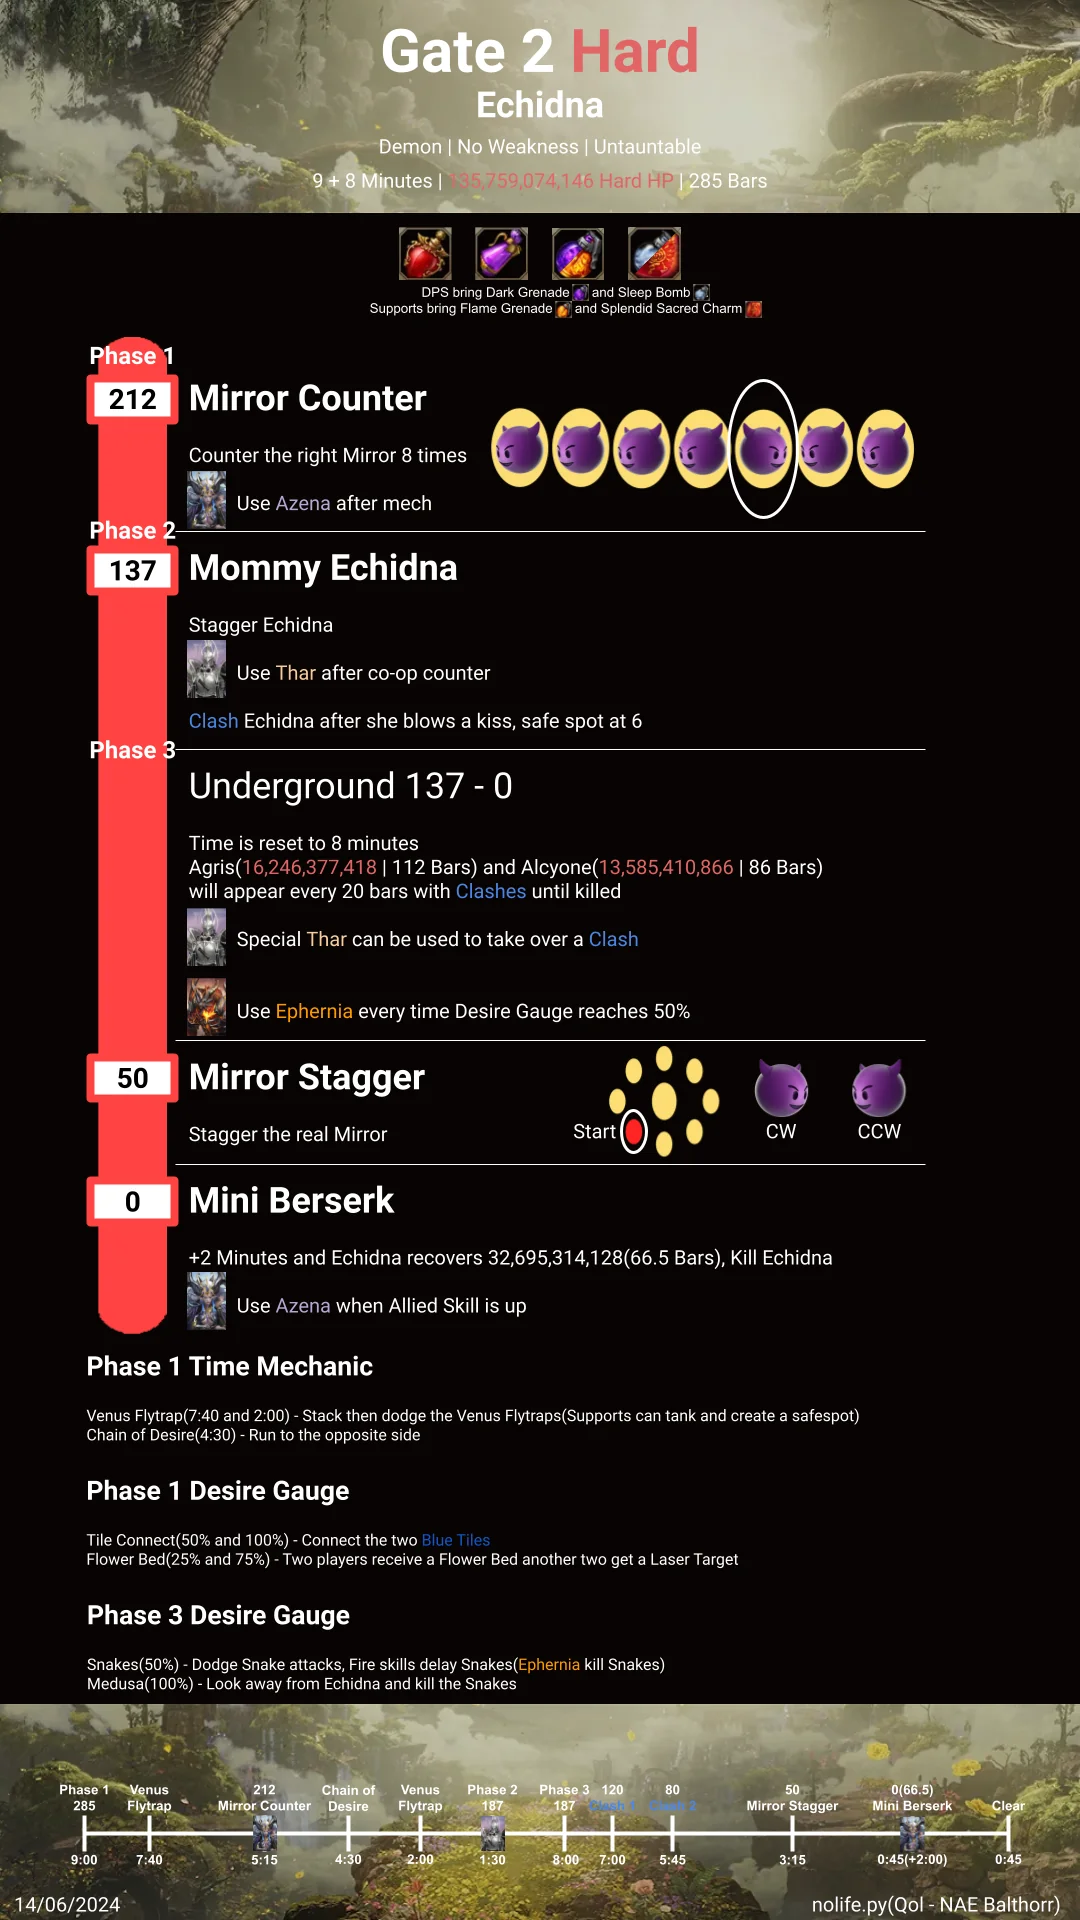 Gate 2 Hard
Echidna
Demon | No Weakness | Untauntable
9 + 8 Minutes | 135,759,074,146 Hard HP | 285 Bars
DPS bring Dark Grenade and Sleep Bomb
Supports bring Flame Grenade and Splendid Sacred Charm
Phase 1
212
Mirror Counter
Counter the right Mirror 8 times
Use Azena after mech
Phase 2
137
Mommy Echidna
Stagger Echidna
Use Thar after co-op counter
Clash Echidna after she blows a kiss, safe spot at 6
Phase 3
Underground 137 - 0
Time is reset to 8 minutes
Agris(16,246,377,418 | 112 Bars) and Alcyone(13,585,410,866 | 86 Bars)
will appear every 20 bars with Clashes until killed
Special Thar can be used to take over a Clash
Use Ephernia every time Desire Gauge reaches 50%
50
Mirror Stagger
Stagger the real Mirror
Start
CW
CCW
0
Mini Berserk
+2 Minutes and Echidna recovers 32,695,314,128(66.5 Bars), Kill Echidna
Use Azena when Allied Skill is up
Phase 1 Time Mechanic
Venus Flytrap(7:40 and 2:00) - Stack then dodge the Venus Flytraps(Supports can tank and create a safespot)
Chain of Desire(4:30) - Run to the opposite side
Phase 1 Desire Gauge
Tile Connect(50% and 100%) - Connect the two Blue Tiles
Flower Bed(25% and 75%) - Two players receive a Flower Bed another two get a Laser Target
Phase 3 Desire Gauge
Snakes(50%) - Dodge Snake attacks, Fire skills delay Snakes(Ephernia kill Snakes)
Medusa(100%) - Look away from Echidna and kill the Snakes
Phase 1
285
9:00
Venus
Flytrap
7:40
212
Mirror Counter
5:15
Chain of
Desire
4:30
Venus
Flytrap
2:00
Phase 2
187
1:30
Phase 3
187
8:00
120
Clash 1
7:00
80
Clash 2
5:45
50
Mirror Stagger
3:15
0(66.5)
Mini Berserk
0:45(+2:00)
Clear
0:45
14/06/2024
nolife.py(Qol - NAE Balthorr)